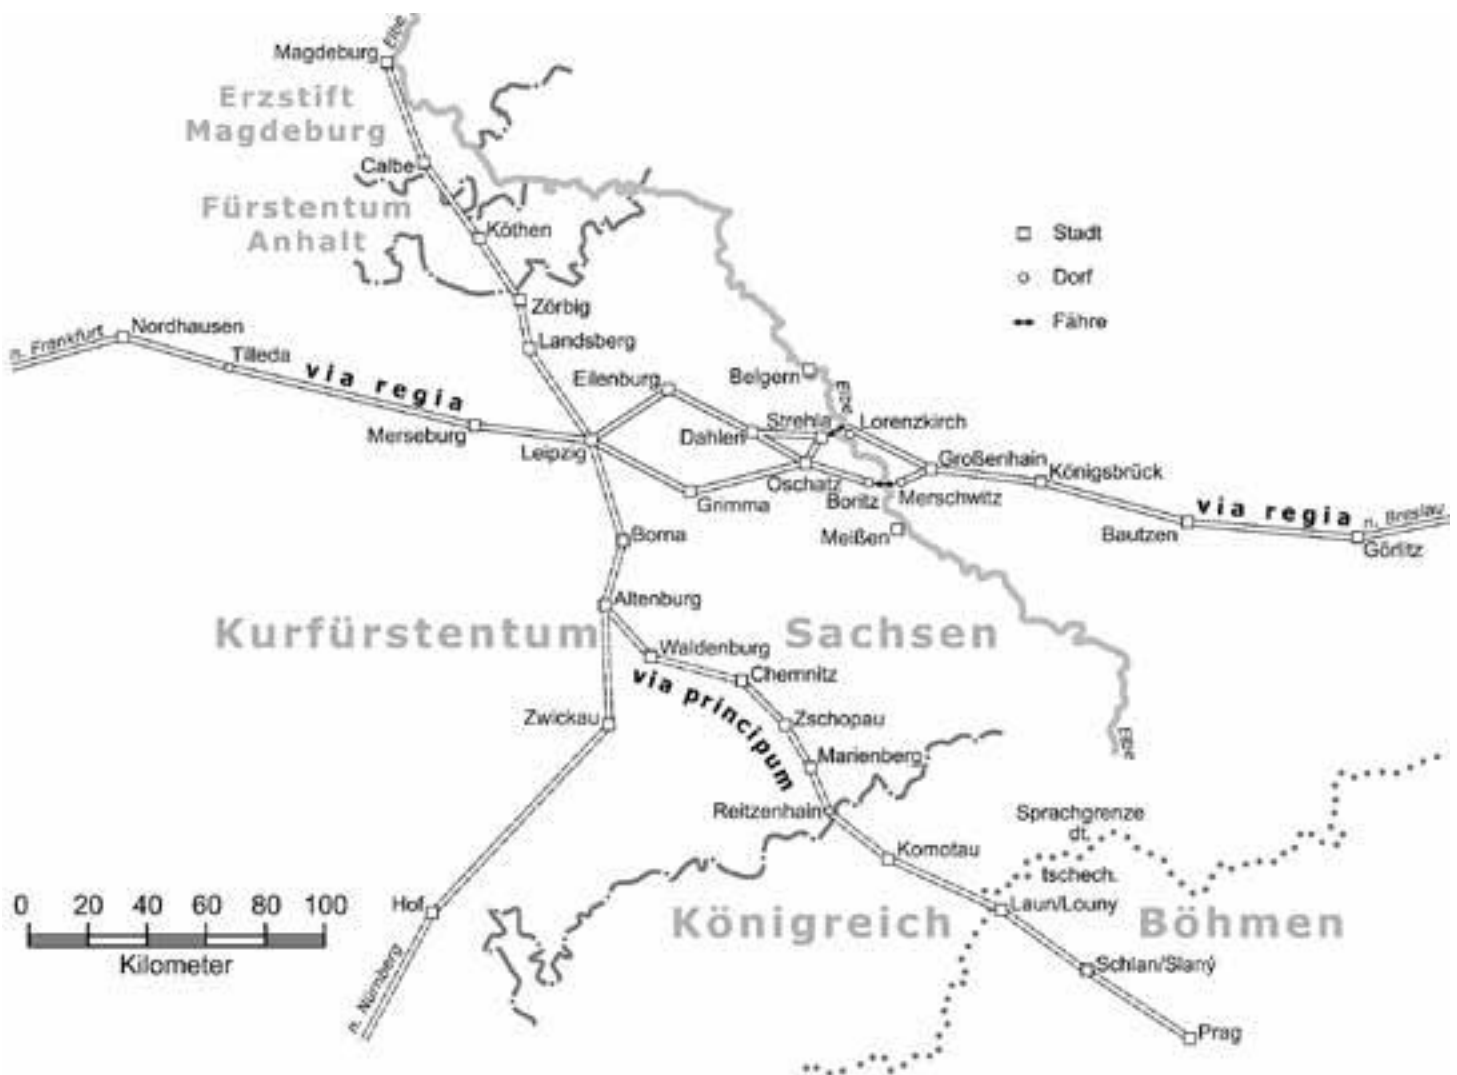 Elbe
Magdeburg
Erzstift
Magdeburg
Calbe
Fürstentum
Anhalt
Köthen
Stadt
Dorf
Fähre
Zörbig
n. Frankfurt
Nordhausen
Tilleda
via regia
Landsberg
Eilenburg
Belgern
Elbe
Merseburg
Leipzig
Dahlen
Strehla
Lorenzkirch
Großenhain
Königsbrück
Grimma
Oschatz
Boritz
Merschwitz
via regia
n. Breslau
Borna
Meißen
Bautzen
Görlitz
Altenburg
Kurfürstentum
Sachsen
Waldenburg
via principum
Chemnitz
Zwickau
Zschopau
Elbe
Marienberg
Reitzenhain
Sprachgrenze
dt.
Komotau
tschech.
0 20 40 60 80 100
Kilometer
Hof
n. Nürnberg
Laun/Louny
Königreich
Böhmen
Schlan/Slaný
Prag